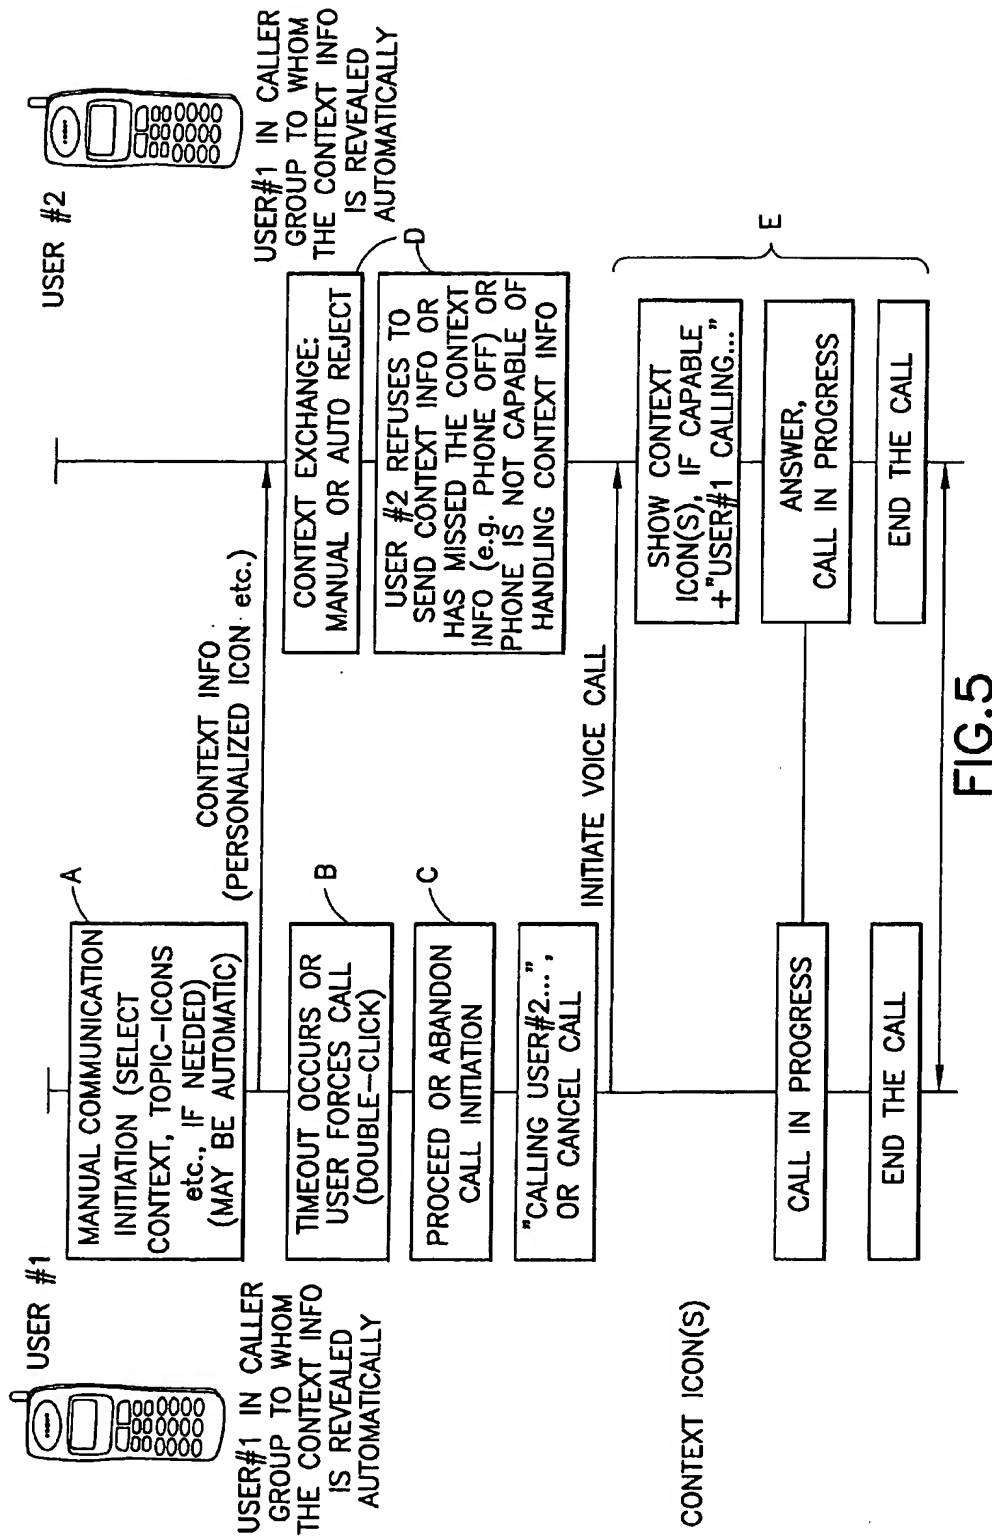 USER #1
USER#1 IN CALLER
GROUP TO WHOM
THE CONTEXT INFO
IS REVEALED
AUTOMATICALLY
MANUAL COMMUNICATION
INITIATION (SELECT
CONTEXT, TOPIC-ICONS
etc., IF NEEDED)
(MAY BE AUTOMATIC)
A
CONTEXT INFO
(PERSONALIZED ICON etc.)
USER #2
USER#1 IN CALLER
GROUP TO WHOM
THE CONTEXT INFO
IS REVEALED
AUTOMATICALLY
CONTEXT EXCHANGE:
MANUAL OR AUTO REJECT
D
USER #2 REFUSES TO
SEND CONTEXT INFO OR
HAS MISSED THE CONTEXT
INFO (e.g. PHONE OFF) OR
PHONE IS NOT CAPABLE OF
HANDLING CONTEXT INFO
TIMEOUT OCCURS OR
USER FORCES CALL
(DOUBLE-CLICK)
B
PROCEED OR ABANDON
CALL INITIATION
C
"CALLING USER#2...",
OR CANCEL CALL
INITIATE VOICE CALL
SHOW CONTEXT
ICON(S), IF CAPABLE
+"USER#1 CALLING..."
E
CONTEXT ICON(S)
CALL IN PROGRESS
ANSWER,
CALL IN PROGRESS
END THE CALL
END THE CALL
FIG.5